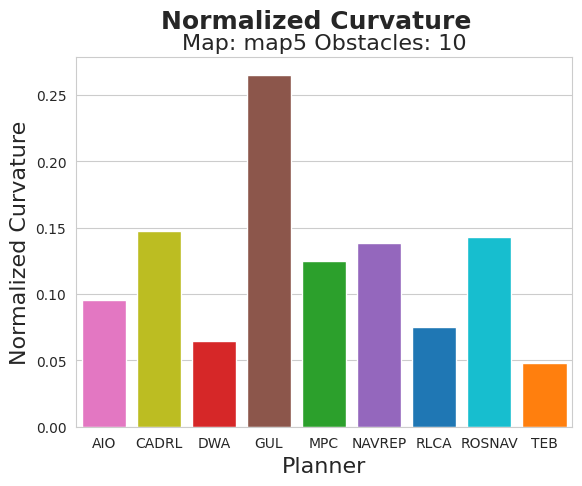 Normalized Curvature
Map: map5 Obstacles: 10
Normalized Curvature
0.25
0.20
0.15
0.10
0.05
0.00
AIO CADRL DWA GUL MPC NAVREP RLCA ROSNAV TEB
Planner